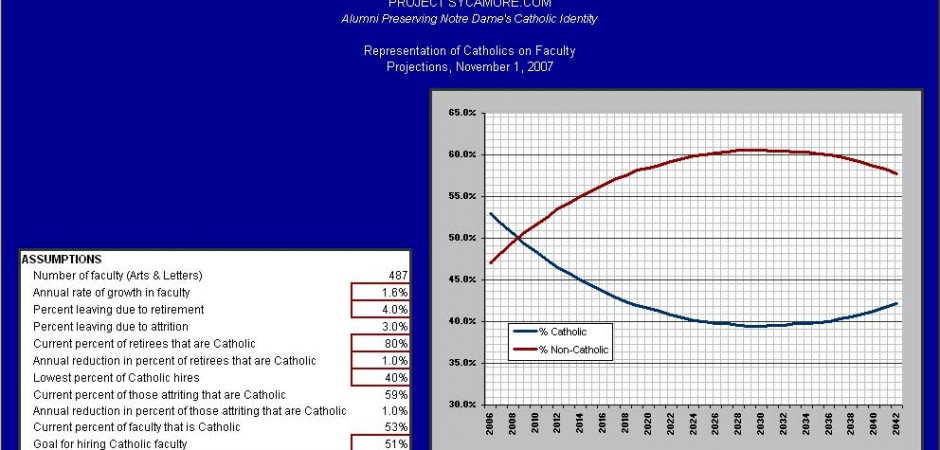 PROJECT SYCAMORE.COM
Alumni Preserving Notre Dame's Catholic Identity
Representation of Catholics on Faculty
Projections, November 1, 2007
65.0%
60.0%
55.0%
50.0%
45.0%
40.0%
35.0%
30.0%
% Catholic
% Non-Catholic
2006 2008 2010 2012 2014 2016 2018 2020 2022 2024 2026 2028 2030 2032 2034 2036 2038 2040 2042
ASSUMPTIONS
Number of faculty (Arts & Letters) 487
Annual rate of growth in faculty 1.6%
Percent leaving due to retirement 4.0%
Percent leaving due to attrition 3.0%
Current percent of retirees that are Catholic 80%
Annual reduction in percent of retirees that are Catholic 1.0%
Lowest percent of Catholic hires 40%
Current percent of those attriting that are Catholic 59%
Annual reduction in percent of those attriting that are Catholic 1.0%
Current percent of faculty that is Catholic 53%
Goal for hiring Catholic faculty 51%